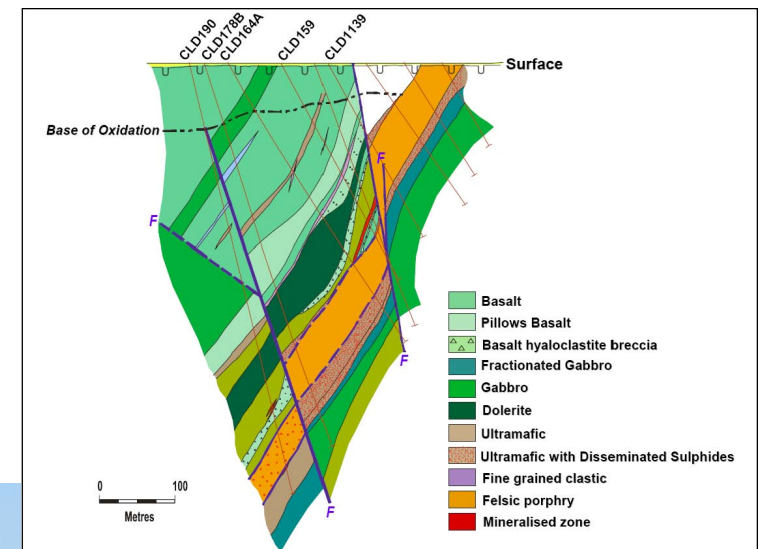 CLD190
CLD178B
CLD164A
CLD159
CLD1139
Surface
Base of Oxidation
F
F
F
F
Basalt
Pillows Basalt
Basalt hyaloclastite breccia
Fractionated Gabbro
Gabbro
Dolerite
Ultramafic
Ultramafic with Disseminated Sulphides
Fine grained clastic
Felsic porphry
Mineralised zone
0 100
Metres